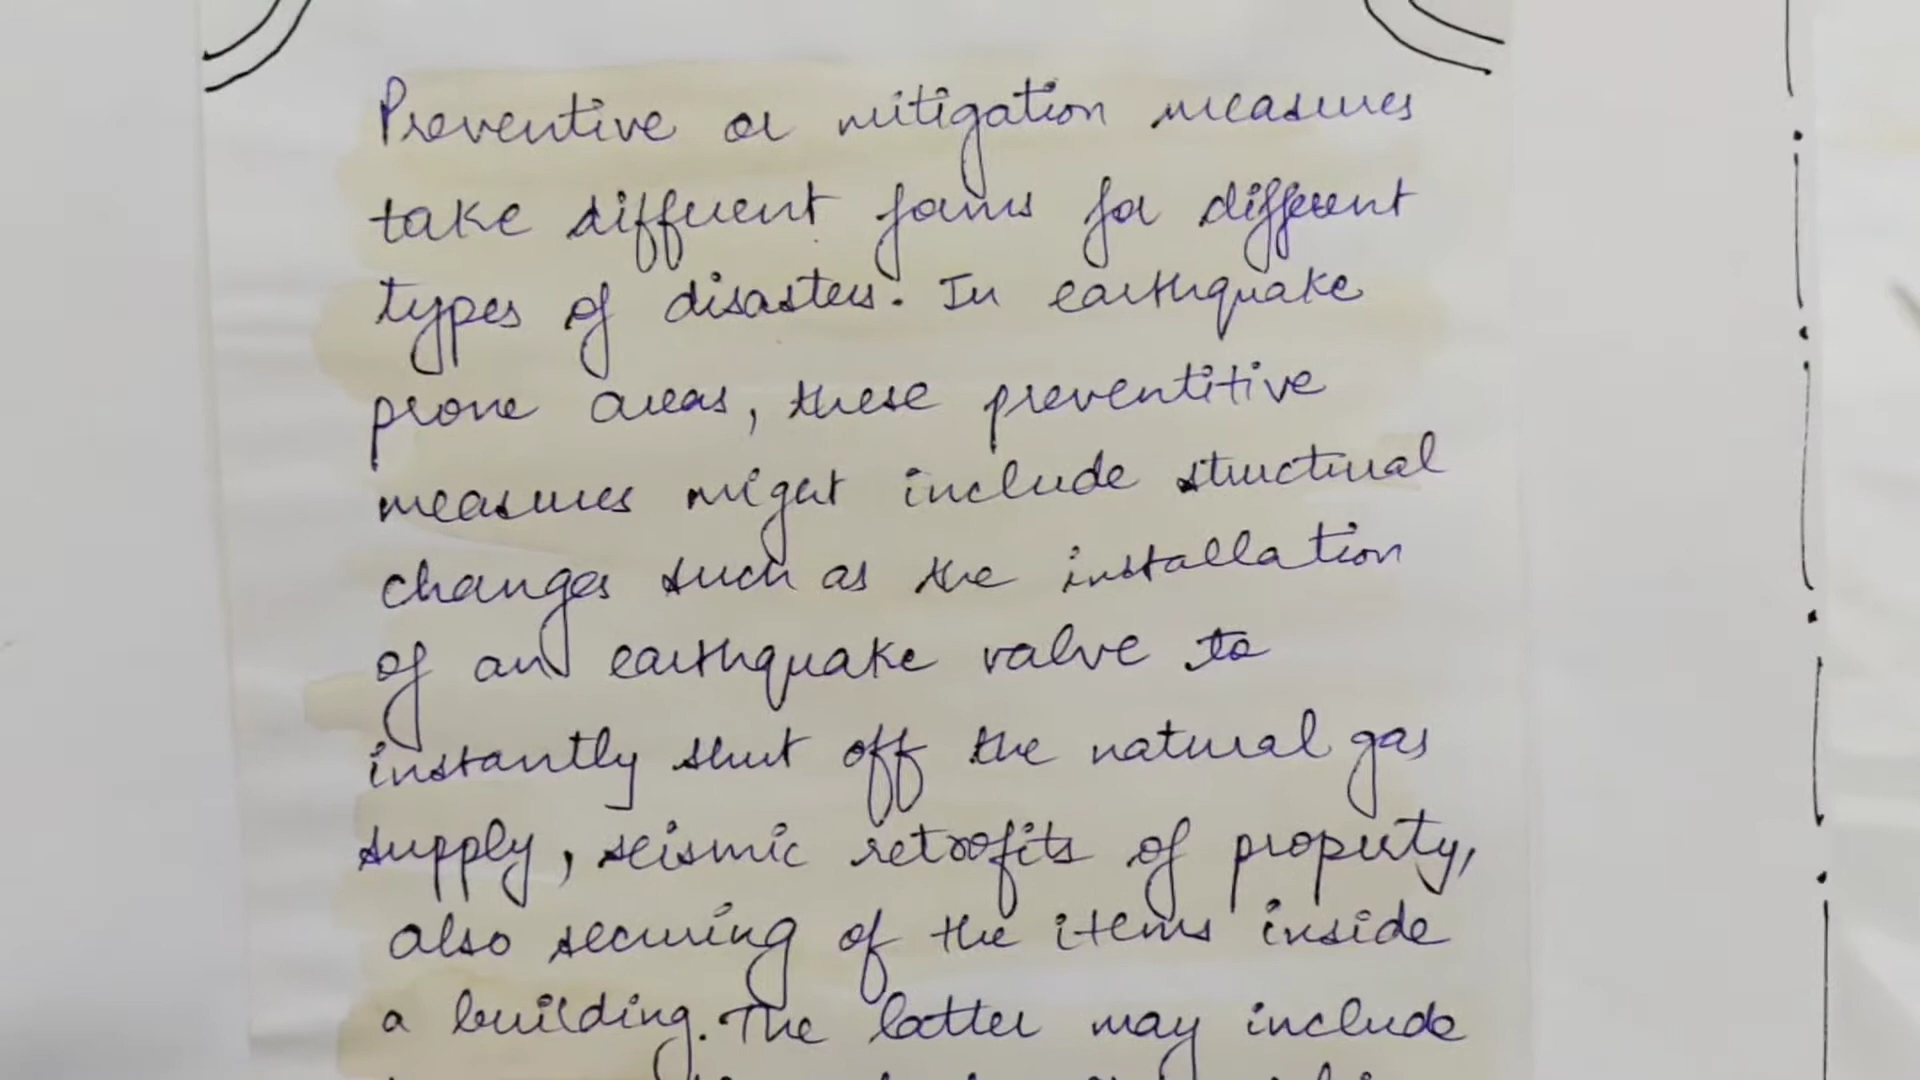 Preventive or mitigation measures
take different forms for different
types of disasters. In earthquake
prone areas, these preventitive
measures might include structural
changes such as the installation
of an earthquake valve to
instantly shut off the natural gas
supply, seismic retrofits of property,
also securing of the items inside
a building. The latter may include